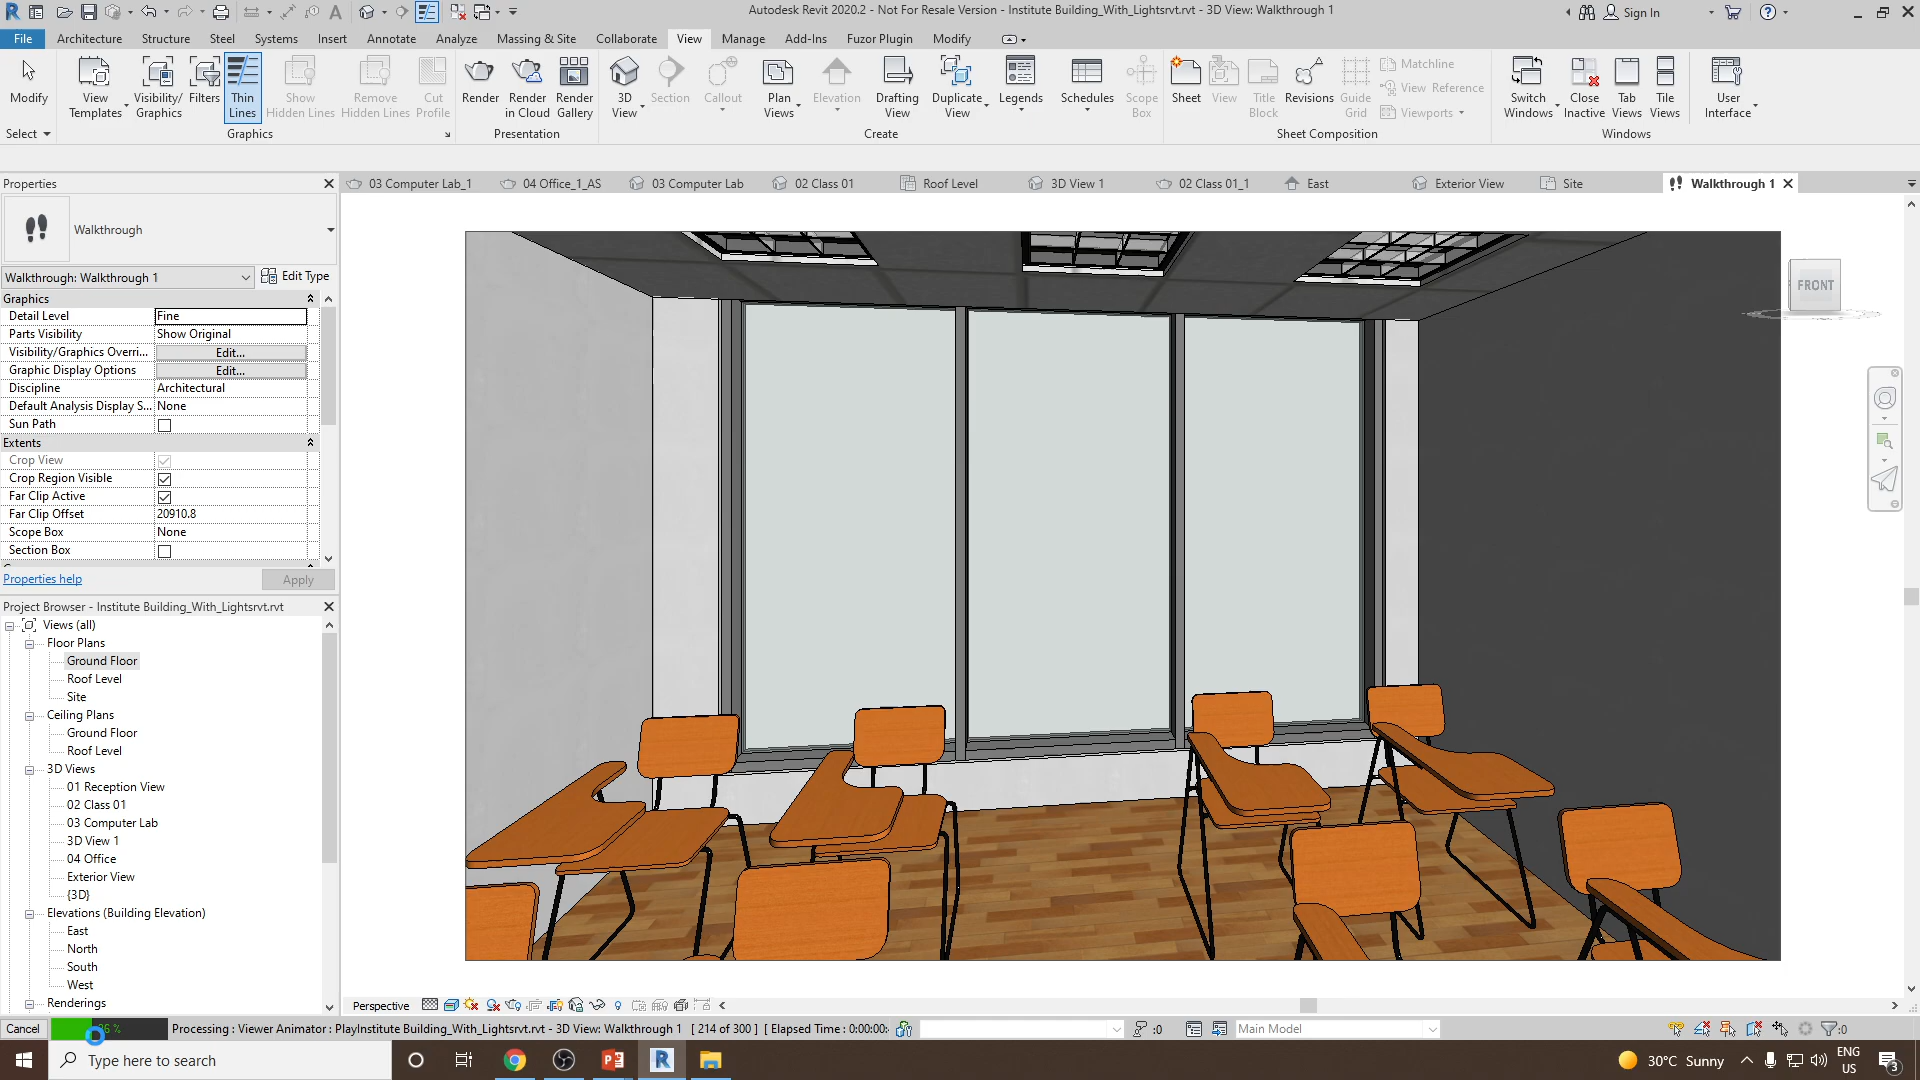 Autodesk Revit 2020.2 - Not For Resale Version - Institute Building_With_Lightsrvt.rvt - 3D View: Walkthrough 1
Sign In
File Architecture Structure Steel Systems Insert Annotate Analyze Massing & Site Collaborate View Manage Add-Ins Fuzor Plugin Modify
Modify
View Templates
Visibility/ Graphics
Filters
Thin Lines
Show Hidden Lines
Remove Hidden Lines
Cut Profile
Render
Render in Cloud
Render Gallery
3D View
Section
Callout
Plan Views
Elevation
Drafting View
Duplicate View
Legends
Schedules
Scope Box
Sheet
View
Title Block
Revisions
Guide Grid
Matchline
View Reference
Viewports
Switch Windows
Close Inactive
Tab Views
Tile Views
User Interface
Select Graphics Presentation Create Sheet Composition Windows
Properties
03 Computer Lab_1 04 Office_1_AS 03 Computer Lab 02 Class 01 Roof Level 3D View 1 02 Class 01_1 East Exterior View Site Walkthrough 1
Walkthrough
Walkthrough: Walkthrough 1 Edit Type
Graphics
Detail Level Fine
Parts Visibility Show Original
Visibility/Graphics Overri... Edit...
Graphic Display Options Edit...
Discipline Architectural
Default Analysis Display S... None
Sun Path
Extents
Crop View
Crop Region Visible
Far Clip Active
Far Clip Offset 20910.8
Scope Box None
Section Box
Properties help Apply
FRONT
Project Browser - Institute Building_With_Lightsrvt.rvt
Views (all)
Floor Plans
Ground Floor
Roof Level
Site
Ceiling Plans
Ground Floor
Roof Level
3D Views
01 Reception View
02 Class 01
03 Computer Lab
3D View 1
04 Office
Exterior View
{3D}
Elevations (Building Elevation)
East
North
South
West
Renderings
Perspective
Cancel Processing : Viewer Animator : PlayInstitute Building_With_Lightsrvt.rvt - 3D View: Walkthrough 1 [ 214 of 300 ] [ Elapsed Time : 0:00:00: :0 Main Model :0
Type here to search
30°C Sunny
ENG
US
3